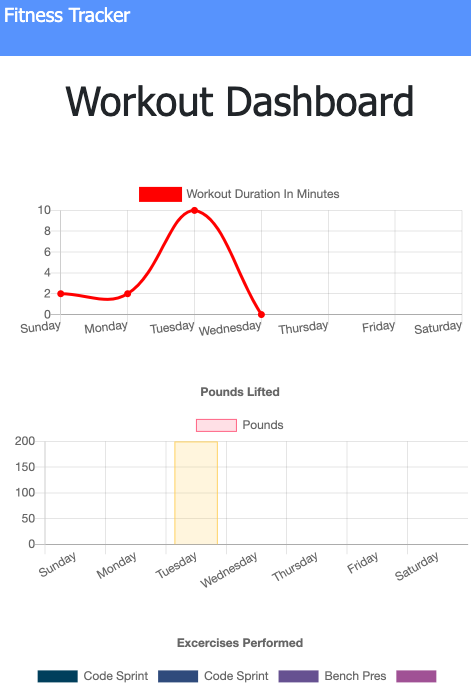 Fitness Tracker
Workout Dashboard
Workout Duration In Minutes
10
8
6
4
2
0
Sunday Monday Tuesday Wednesday Thursday Friday Saturday
Pounds Lifted
Pounds
200
150
100
50
0
Sunday Monday Tuesday Wednesday Thursday Friday Saturday
Excercises Performed
Code Sprint Code Sprint Bench Pres